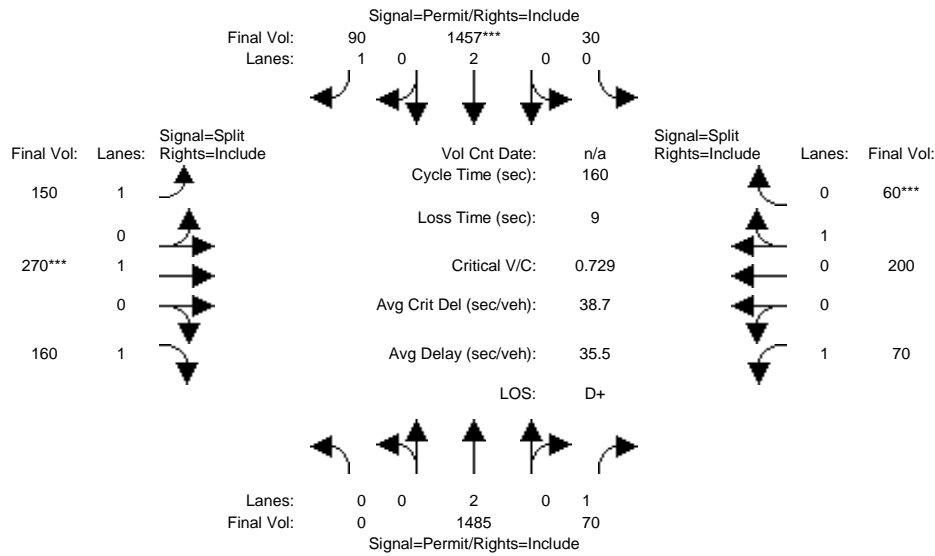 Signal=Permit/Rights=Include
Final Vol: 90 1457*** 30
Lanes: 1 0 2 0 0
Signal=Split
Final Vol: Lanes: Rights=Include
Vol Cnt Date: n/a
Signal=Split
Rights=Include Lanes: Final Vol:
Cycle Time (sec): 160
150 1
0 60***
Loss Time (sec): 9
0
1
270*** 1
Critical V/C: 0.729
0 200
0
Avg Crit Del (sec/veh): 38.7
0
160 1
Avg Delay (sec/veh): 35.5
1 70
LOS: D+
Lanes: 0 0 2 0 1
Final Vol: 0 1485 70
Signal=Permit/Rights=Include